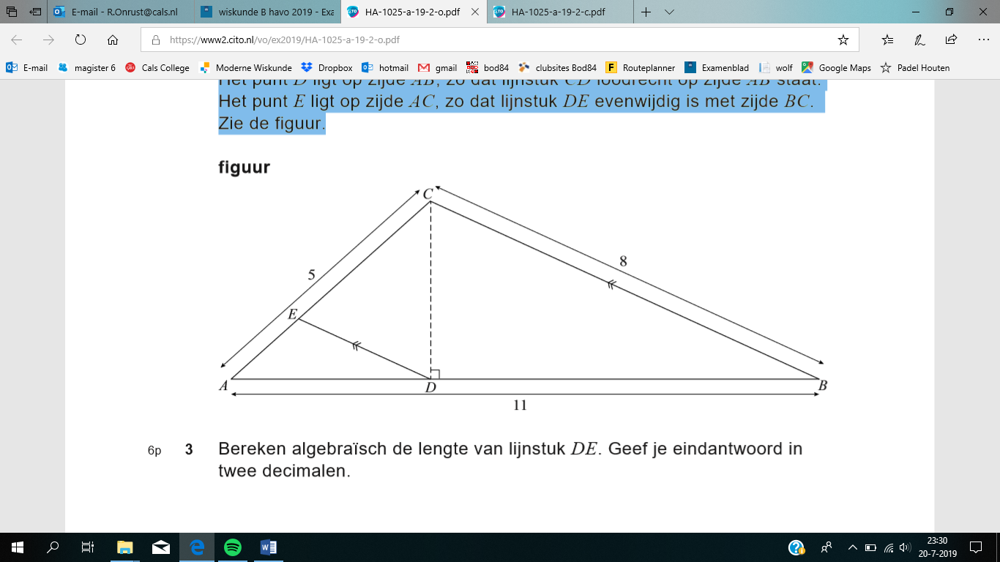 E-mail - R.Onrust@cals.nl
wiskunde B havo 2019 - Exa
HA-1025-a-19-2-o.pdf
HA-1025-a-19-2-c.pdf
https://www2.cito.nl/vo/ex2019/HA-1025-a-19-2-o.pdf
E-mail magister 6 Cals College Moderne Wiskunde Dropbox hotmail gmail bod84 clubsites Bod84 Routeplanner Examenblad wolf Google Maps Padel Houten
Het punt D ligt op zijde AB, zo dat lijnstuk CD loodrecht op zijde AB staat.
Het punt E ligt op zijde AC, zo dat lijnstuk DE evenwijdig is met zijde BC.
Zie de figuur.
figuur
C
8
5
E
A
D
B
11
6p 3 Bereken algebraïsch de lengte van lijnstuk DE. Geef je eindantwoord in
twee decimalen.
23:30
20-7-2019